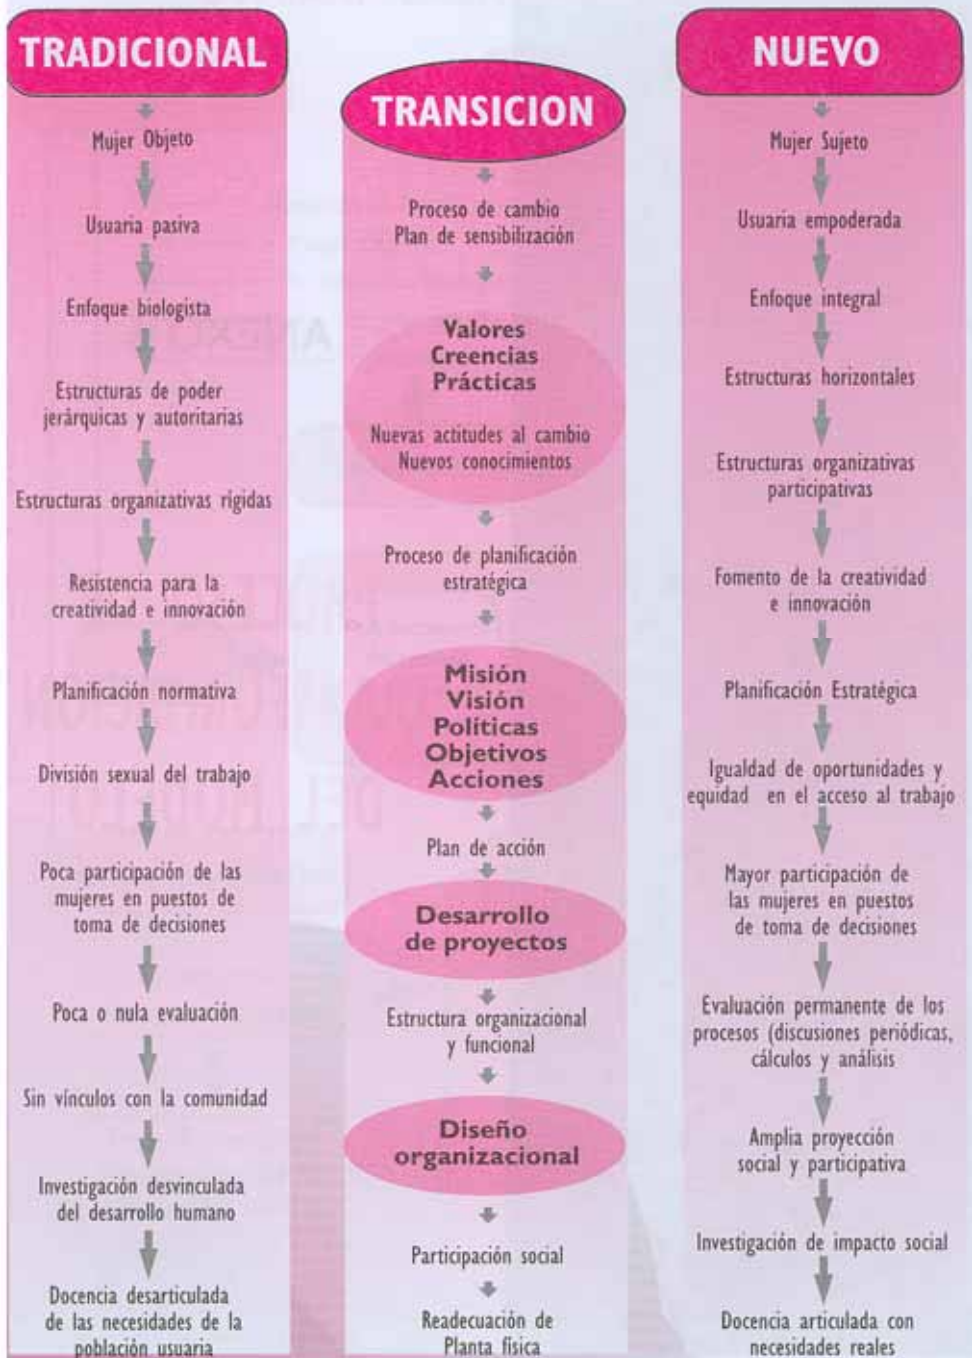 TRADICIONAL
Mujer Objeto
Usuaria pasiva
Enfoque biologista
Estructuras de poder
jerárquicas y autoritarias
Estructuras organizativas rígidas
Resistencia para la
creatividad e innovación
Planificación normativa
División sexual del trabajo
Poca participación de las
mujeres en puestos de
toma de decisiones
Poca o nula evaluación
Sin vínculos con la comunidad
Investigación desvinculada
del desarrollo humano
Docencia desarticulada
de las necesidades de la
población usuaria
TRANSICION
Proceso de cambio
Plan de sensibilización
Valores
Creencias
Prácticas
Nuevas actitudes al cambio
Nuevos conocimientos
Proceso de planificación
estratégica
Misión
Visión
Políticas
Objetivos
Acciones
Plan de acción
Desarrollo
de proyectos
Estructura organizacional
y funcional
Diseño
organizacional
Participación social
Readecuación de
Planta física
NUEVO
Mujer Sujeto
Usuaria empoderada
Enfoque integral
Estructuras horizontales
Estructuras organizativas
participativas
Fomento de la creatividad
e innovación
Planificación Estratégica
Igualdad de oportunidades y
equidad en el acceso al trabajo
Mayor participación de
las mujeres en puestos
de toma de decisiones
Evaluación permanente de los
procesos (discusiones periódicas,
cálculos y análisis
Amplia proyección
social y participativa
Investigación de impacto social
Docencia articulada con
necesidades reales